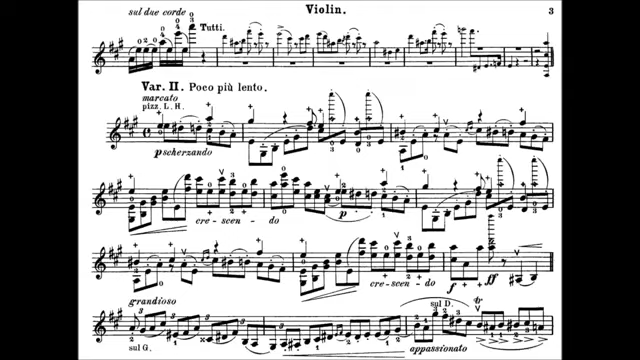 Violin. 3
sul due corde
Tutti.
Var. II. Poco più lento.
marcato
pizz. L. H.
p scherzando
cre - scen - do p
cre - scen - do f ff
grandioso
sul D. tr
sul G. appassionato